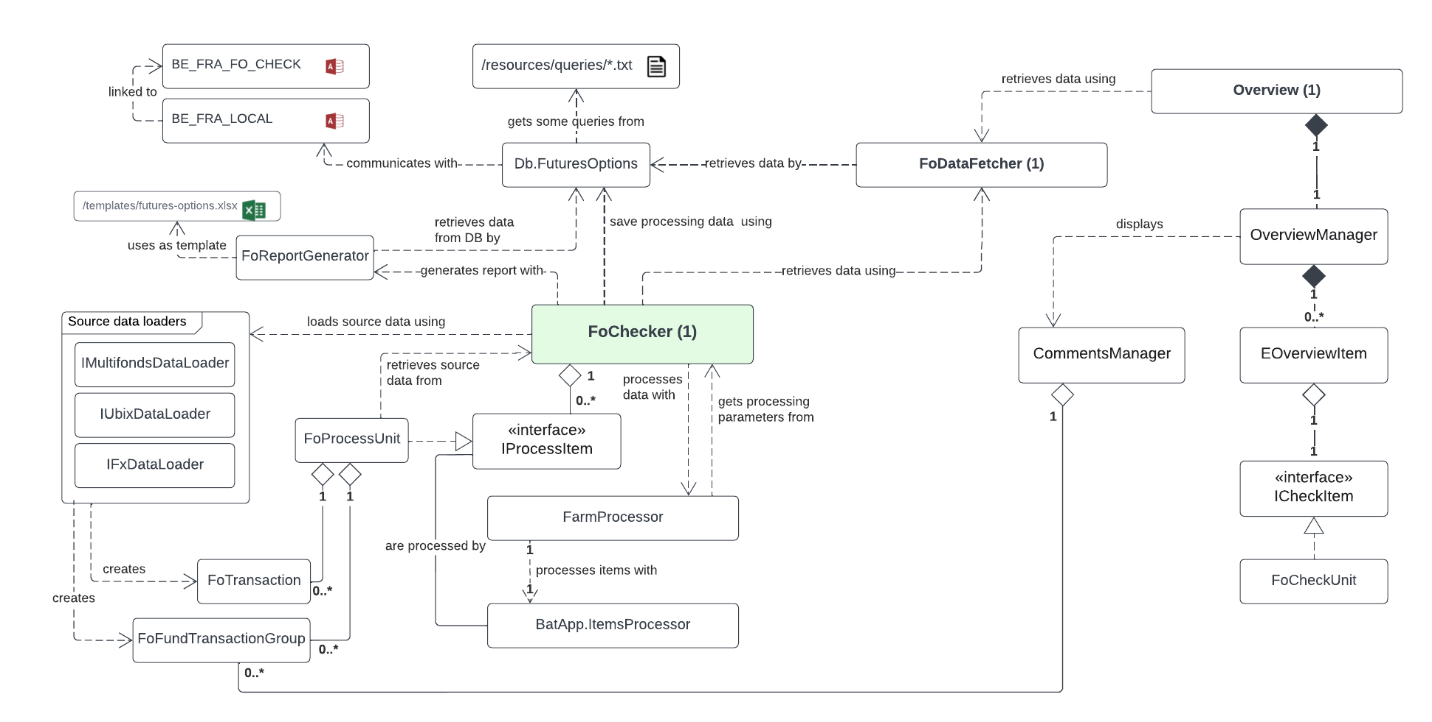 BE_FRA_FO_CHECK
linked to
BE_FRA_LOCAL
/resources/queries/*.txt
gets some queries from
retrieves data using
Overview (1)
1
1
communicates with
Db.FuturesOptions
retrieves data by
FoDataFetcher (1)
/templates/futures-options.xlsx
uses as template
FoReportGenerator
retrieves data
from DB by
save processing data using
displays
OverviewManager
generates report with
retrieves data using
1
0..*
Source data loaders
IMultifondsDataLoader
IUbixDataLoader
IFxDataLoader
loads source data using
FoChecker (1)
CommentsManager
EOverviewItem
retrieves source
data from
1
0..*
processes
data with
gets processing
parameters from
1
1
1
FoProcessUnit
«interface»
IProcessItem
«interface»
ICheckItem
1
1
FarmProcessor
are processed by
1
processes items with
1
BatApp.ItemsProcessor
creates
FoTransaction
0..*
FoCheckUnit
creates
FoFundTransactionGroup
0..*
0..*